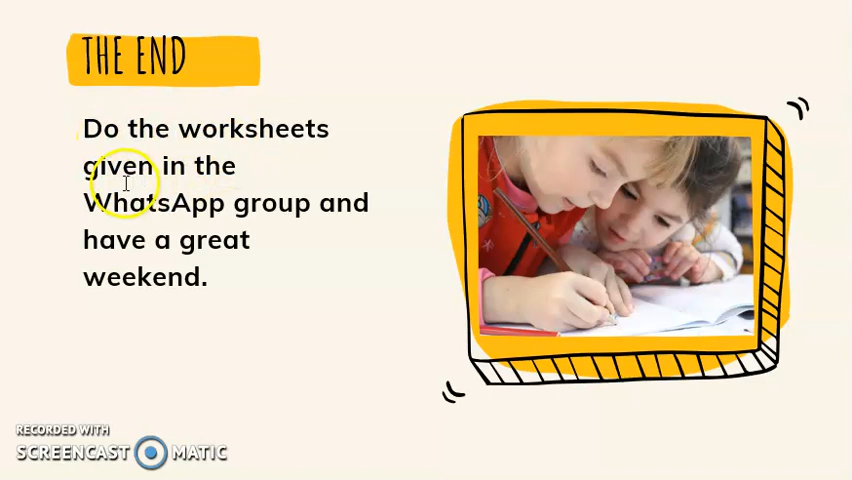 THE END
Do the worksheets
given in the
WhatsApp group and
have a great
weekend.
RECORDED WITH
SCREENCAST MATIC